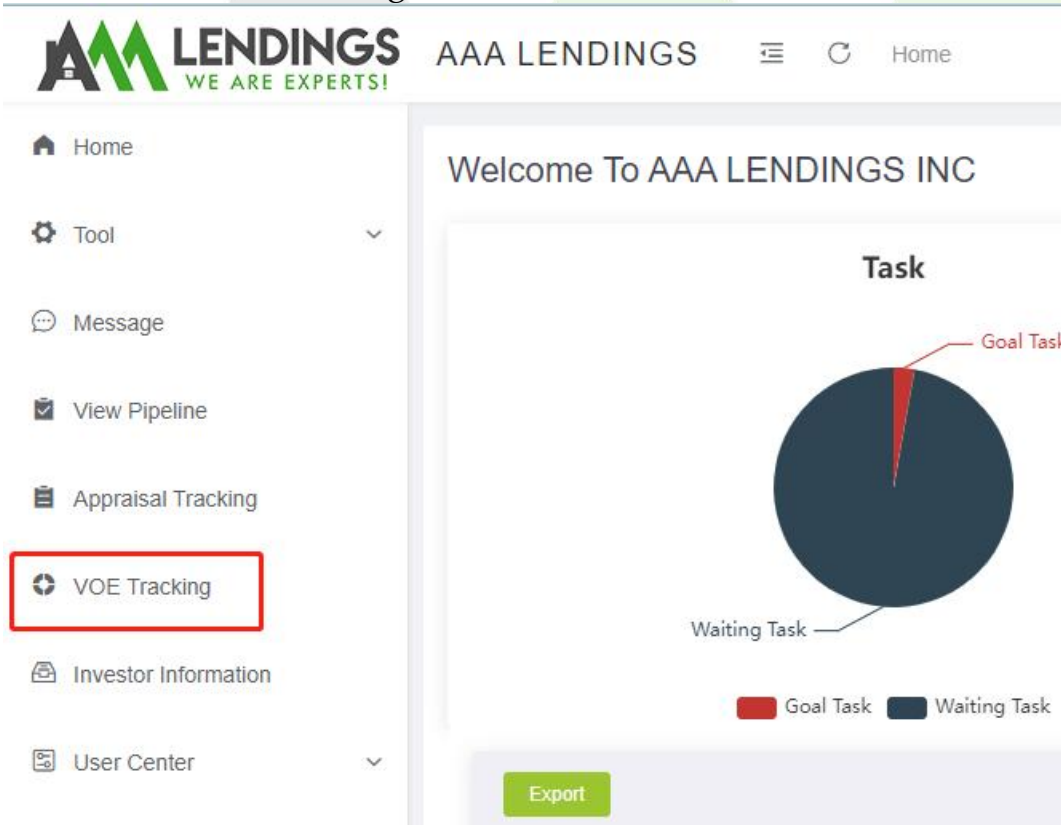 LENDINGS
WE ARE EXPERTS!
AAA LENDINGS
Home
Home
Tool
Message
View Pipeline
Appraisal Tracking
VOE Tracking
Investor Information
User Center
Welcome To AAA LENDINGS INC
Task
Goal Task
Waiting Task
Goal Task
Waiting Task
Export